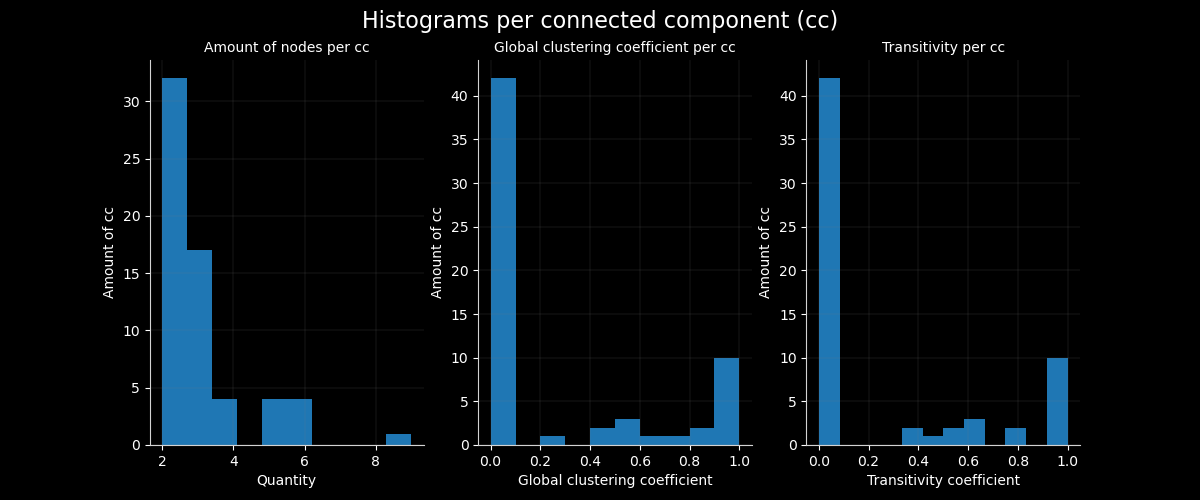 Histograms per connected component (cc)
Amount of nodes per cc
Global clustering coefficient per cc
Transitivity per cc
Amount of cc
30
25
20
15
10
5
0
2 4 6 8
Quantity
Amount of cc
40
35
30
25
20
15
10
5
0
0.0 0.2 0.4 0.6 0.8 1.0
Global clustering coefficient
Amount of cc
40
35
30
25
20
15
10
5
0
0.0 0.2 0.4 0.6 0.8 1.0
Transitivity coefficient